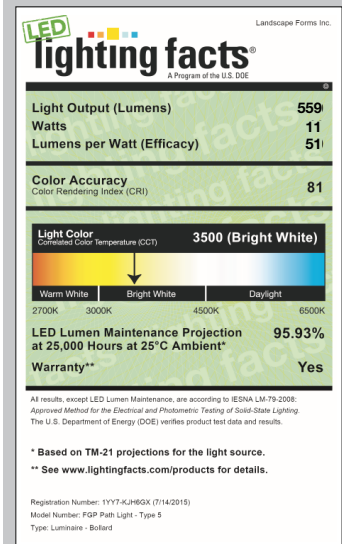 Landscape Forms Inc.
LED
lighting facts®
A Program of the U.S. DOE
Light Output (Lumens) 559
Watts 11
Lumens per Watt (Efficacy) 51
Color Accuracy
Color Rendering Index (CRI) 81
Light Color
Correlated Color Temperature (CCT) 3500 (Bright White)
Warm White Bright White Daylight
2700K 3000K 4500K 6500K
LED Lumen Maintenance Projection
at 25,000 Hours at 25°C Ambient* 95.93%
Warranty** Yes
All results, except LED Lumen Maintenance, are according to IESNA LM-79-2008:
Approved Method for the Electrical and Photometric Testing of Solid-State Lighting.
The U.S. Department of Energy (DOE) verifies product test data and results.
* Based on TM-21 projections for the light source.
** See www.lightingfacts.com/products for details.
Registration Number: 1YY7-KJH6GX (7/14/2015)
Model Number: FGP Path Light - Type 5
Type: Luminaire - Bollard